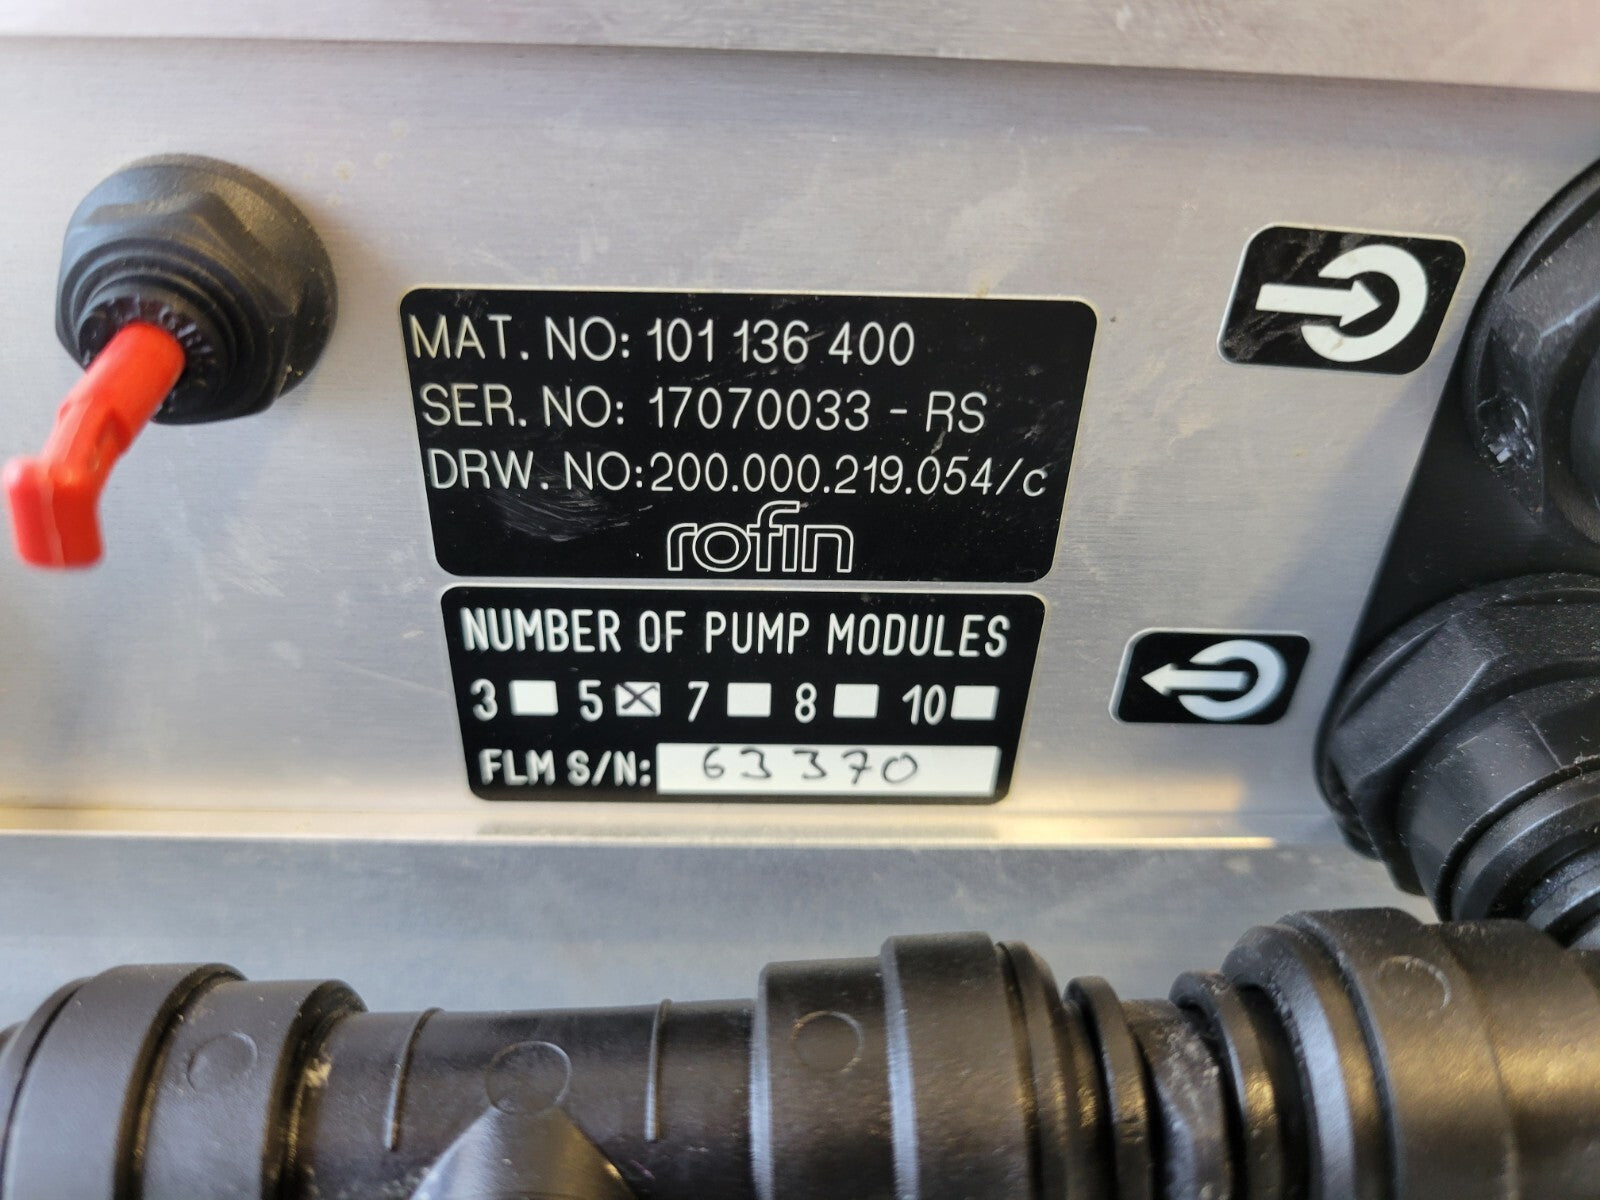 MAT. NO: 101 136 400
SER. NO: 17070033 - RS
DRW. NO:200.000.219.054/c
rofin
NUMBER OF PUMP MODULES
3 5 7 8 10
FLM S/N: 63370